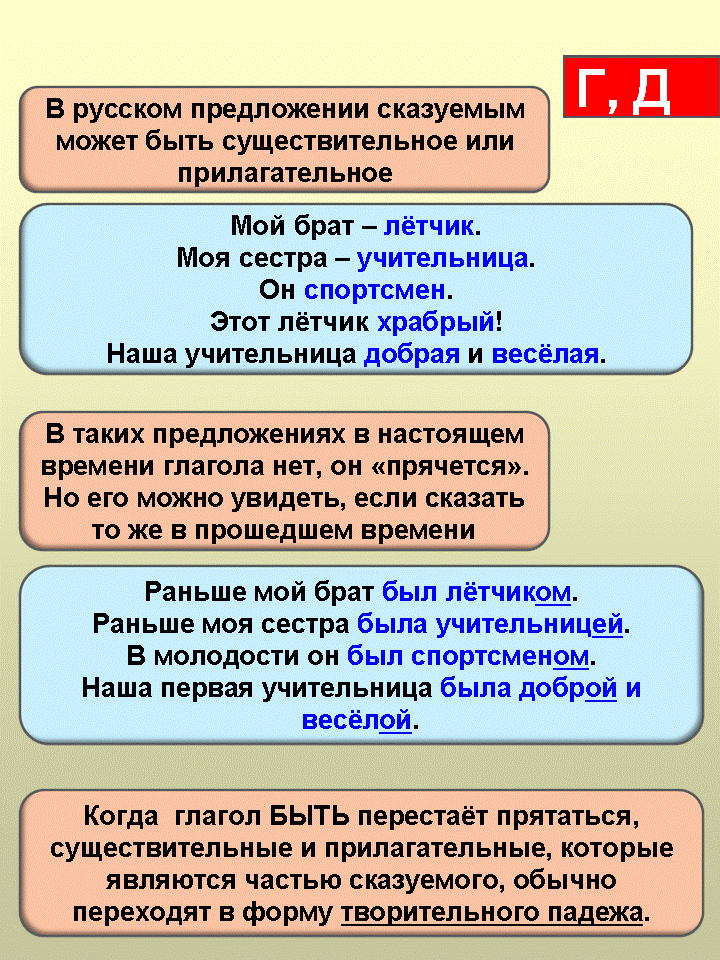 Г, Д
В русском предложении сказуемым
может быть существительное или
прилагательное
Мой брат – лётчик.
Моя сестра – учительница.
Он спортсмен.
Этот лётчик храбрый!
Наша учительница добрая и весёлая.
В таких предложениях в настоящем
времени глагола нет, он «прячется».
Но его можно увидеть, если сказать
то же в прошедшем времени
Раньше мой брат был лётчиком.
Раньше моя сестра была учительницей.
В молодости он был спортсменом.
Наша первая учительница была доброй и
весёлой.
Когда глагол БЫТЬ перестаёт прятаться,
существительные и прилагательные, которые
являются частью сказуемого, обычно
переходят в форму творительного падежа.